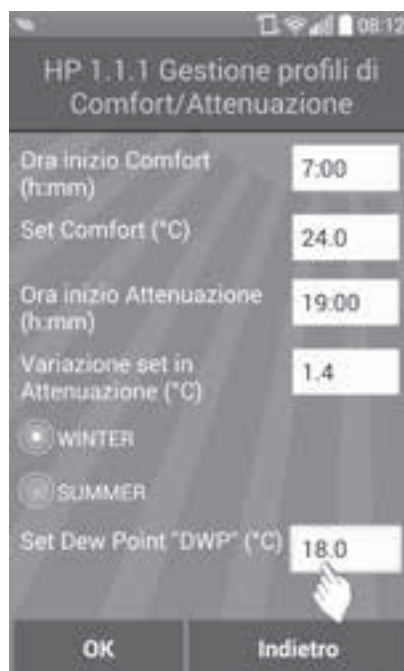 08:12
HP 1.1.1 Gestione profili di
Comfort/Attenuazione
Ora inizio Comfort
(h:mm)
7:00
Set Comfort (°C)
24.0
Ora inizio Attenuazione
(h:mm)
19:00
Variazione set in
Attenuazione (°C)
1.4
WINTER
SUMMER
Set Dew Point "DWP" (°C)
18.0
OK
Indietro